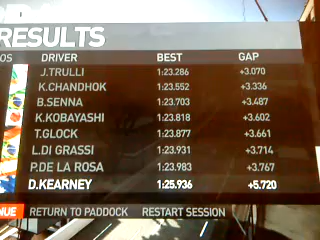 RESULTS
OS DRIVER BEST GAP
J.TRULLI 1:23.286 +3.070
K.CHANDHOK 1:23.552 +3.336
B.SENNA 1:23.703 +3.487
K.KOBAYASHI 1:23.818 +3.602
T.GLOCK 1:23.877 +3.661
L.DI GRASSI 1:23.931 +3.714
P.DE LA ROSA 1:23.983 +3.767
D.KEARNEY 1:25.936 +5.720
NUE RETURN TO PADDOCK RESTART SESSION